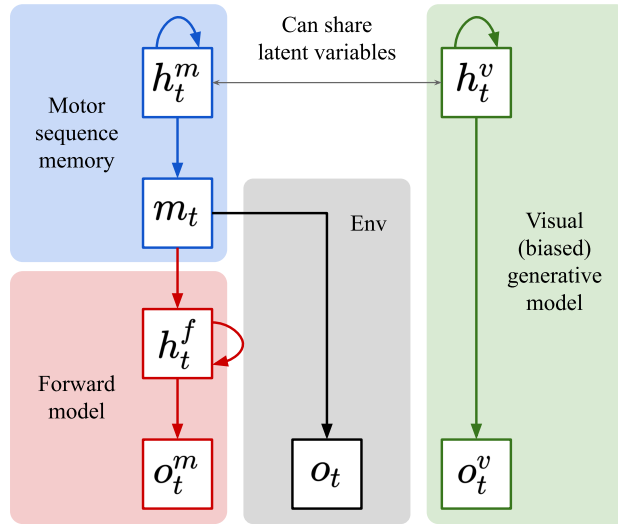 Can share
latent variables
h_t^m
h_t^v
Motor
sequence
memory
m_t
Env
Visual
(biased)
generative
model
h_t^f
Forward
model
o_t^m
o_t
o_t^v